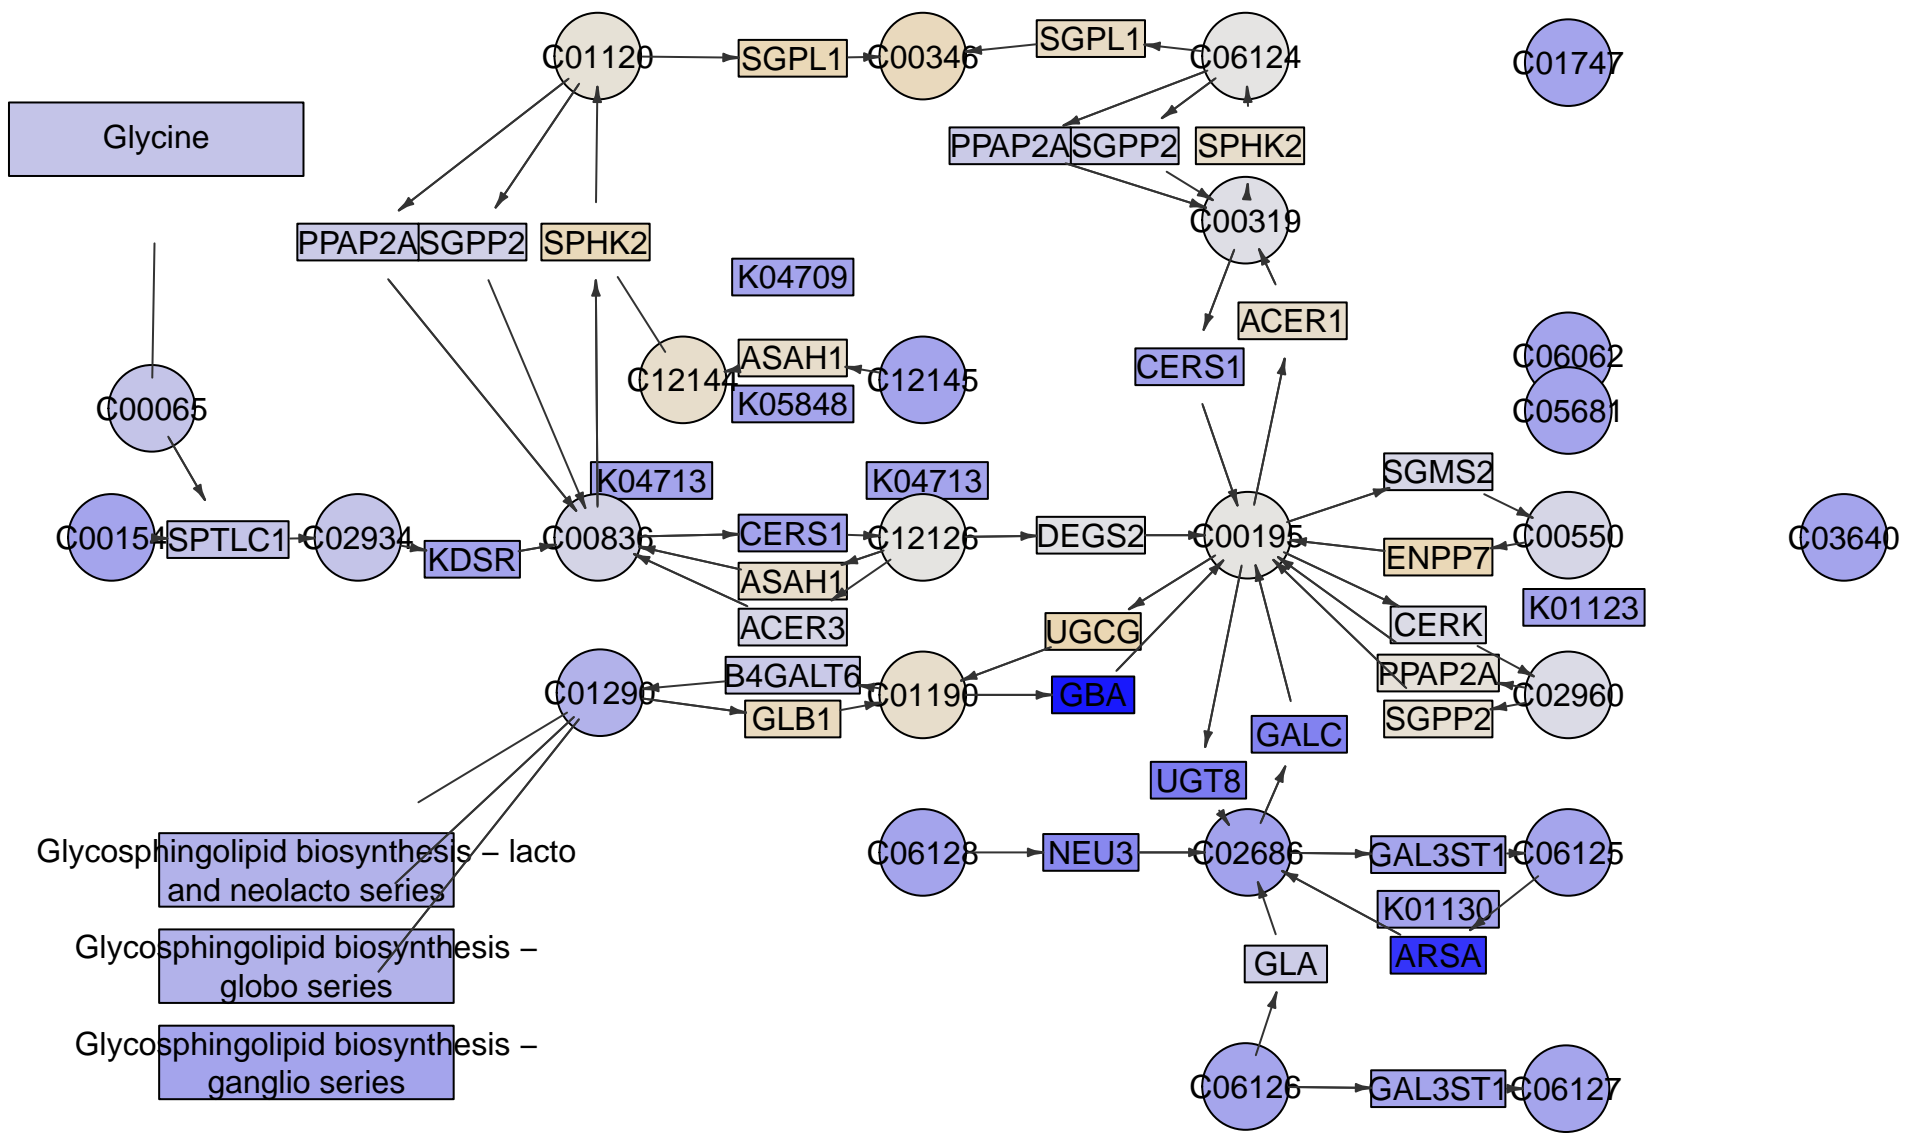 C01120
SGPL1
C00346
SGPL1
C06124
C01747
Glycine
PPAP2A
SGPP2
SPHK2
C00319
PPAP2A
SGPP2
SPHK2
K04709
ACER1
C12144
ASAH1
C12145
CERS1
C06062
K05848
C00065
C05681
K04713
K04713
SGMS2
C00154
SPTLC1
C02934
KDSR
C00836
CERS1
C12126
DEGS2
C00195
ENPP7
C00550
C03640
ASAH1
K01123
ACER3
UGCG
CERK
B4GALT6
PPAP2A
C01290
C01190
GBA
C02960
GLB1
SGPP2
GALC
UGT8
Glycosphingolipid biosynthesis – lacto
and neolacto series
C06128
NEU3
C02686
GAL3ST1
C06125
K01130
Glycosphingolipid biosynthesis –
globo series
GLA
ARSA
Glycosphingolipid biosynthesis –
ganglio series
C06126
GAL3ST1
C06127